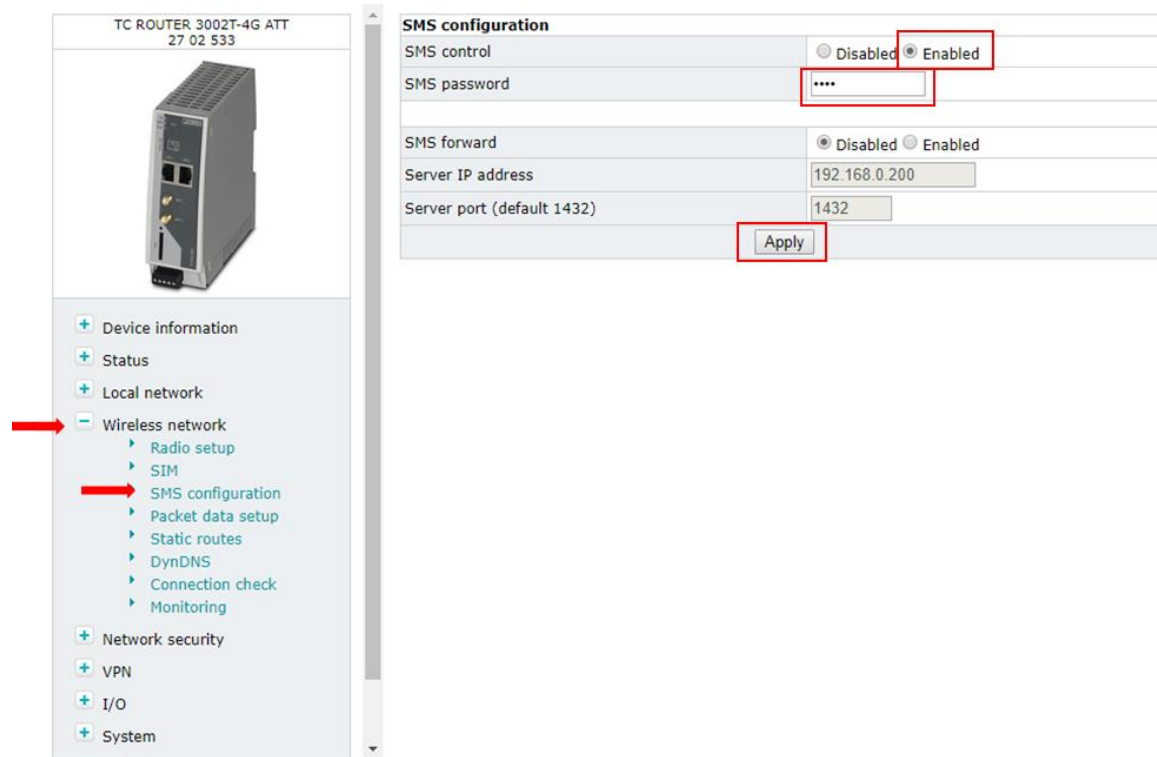 TC ROUTER 3002T-4G ATT
27 02 533
Device information
Status
Local network
Wireless network
Radio setup
SIM
SMS configuration
Packet data setup
Static routes
DynDNS
Connection check
Monitoring
Network security
VPN
I/O
System
SMS configuration
SMS control Disabled Enabled
SMS password ••••
SMS forward Disabled Enabled
Server IP address 192.168.0.200
Server port (default 1432) 1432
Apply